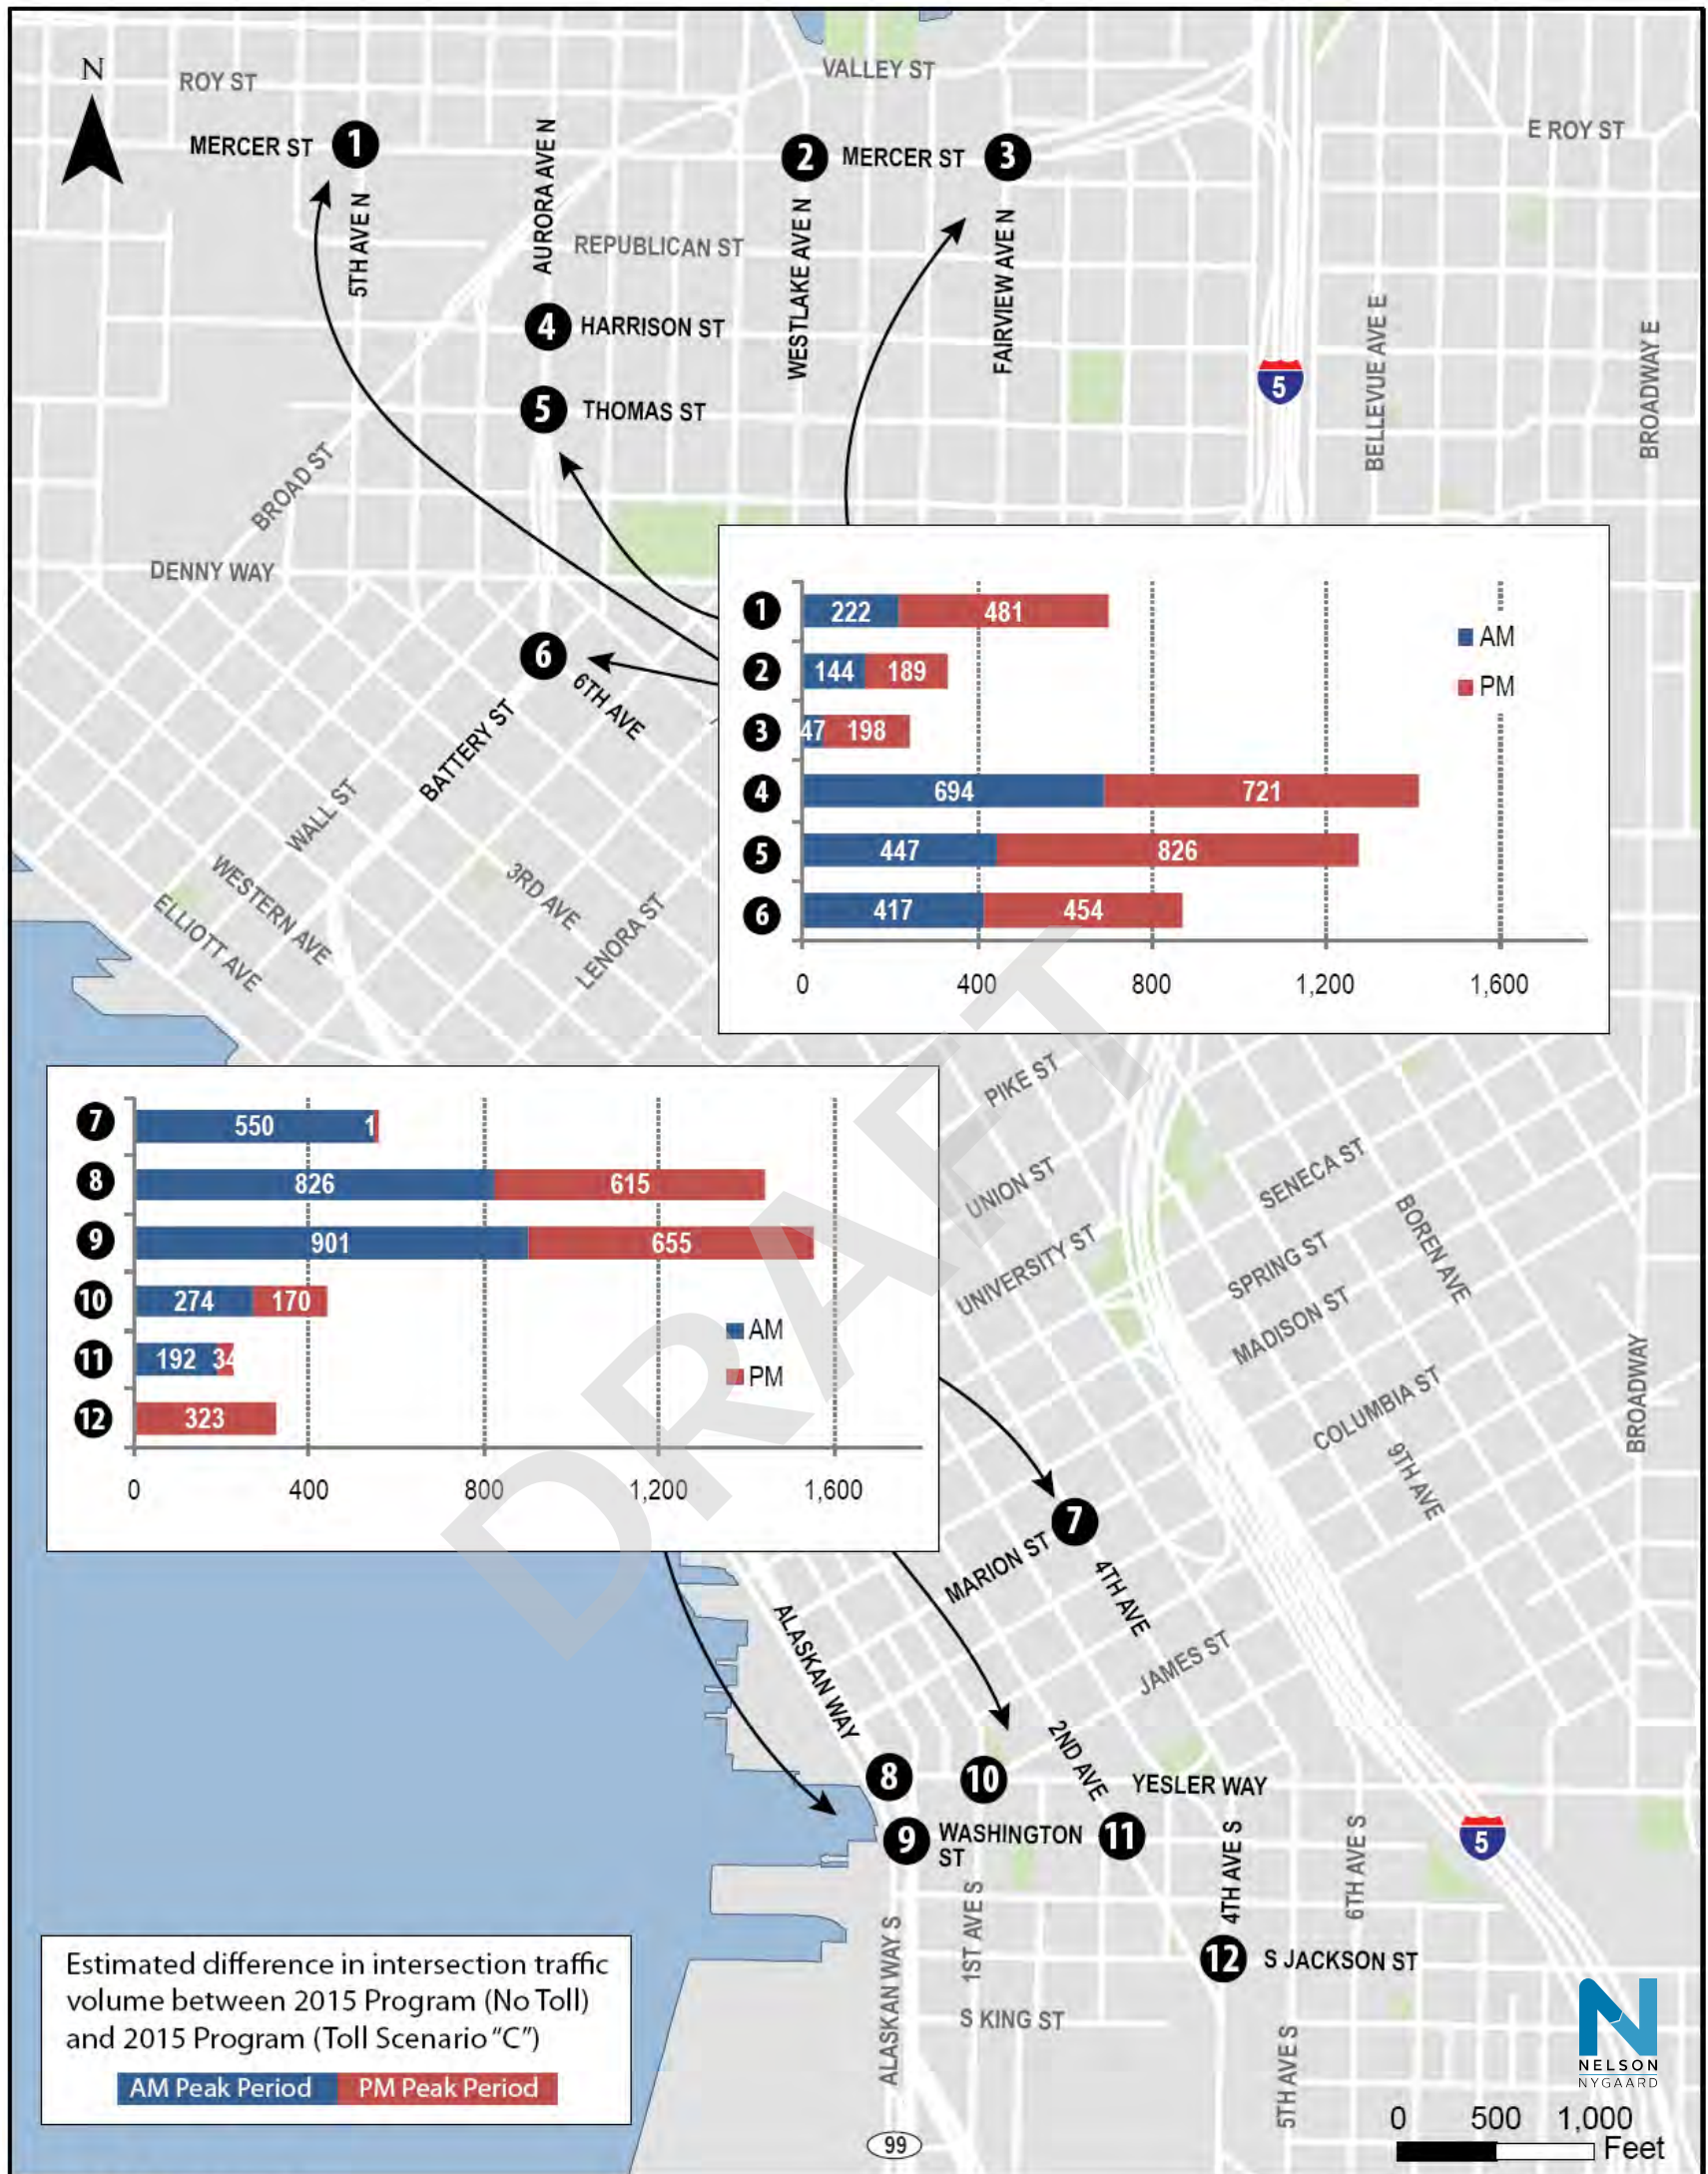 N
ROY ST
VALLEY ST
E ROY ST
MERCER ST
1
2
MERCER ST
3
5TH AVE N
AURORA AVE N
REPUBLICAN ST
WESTLAKE AVE N
FAIRVIEW AVE N
4
HARRISON ST
5
THOMAS ST
5
BELLEVUE AVE E
BROADWAY E
BROAD ST
DENNY WAY
6
6TH AVE
BATTERY ST
WALL ST
WESTERN AVE
ELLIOTT AVE
3RD AVE
LENORA ST
1
222
481
2
144
189
3
47
198
4
694
721
5
447
826
6
417
454
AM
PM
0
400
800
1,200
1,600
7
550
1
8
826
615
9
901
655
10
274
170
11
192
34
12
323
AM
PM
0
400
800
1,200
1,600
DRAFT
PIKE ST
UNION ST
UNIVERSITY ST
SENECA ST
SPRING ST
MADISON ST
BOREN AVE
COLUMBIA ST
9TH AVE
BROADWAY
7
MARION ST
4TH AVE
JAMES ST
ALASKAN WAY
2ND AVE
8
10
YESLER WAY
9
WASHINGTON
ST
11
4TH AVE S
6TH AVE S
5
ALASKAN WAY S
1ST AVE S
12
S JACKSON ST
S KING ST
5TH AVE S
99
Estimated difference in intersection traffic
volume between 2015 Program (No Toll)
and 2015 Program (Toll Scenario "C")
AM Peak Period
PM Peak Period
NELSON
NYGAARD
0
500
1,000
Feet